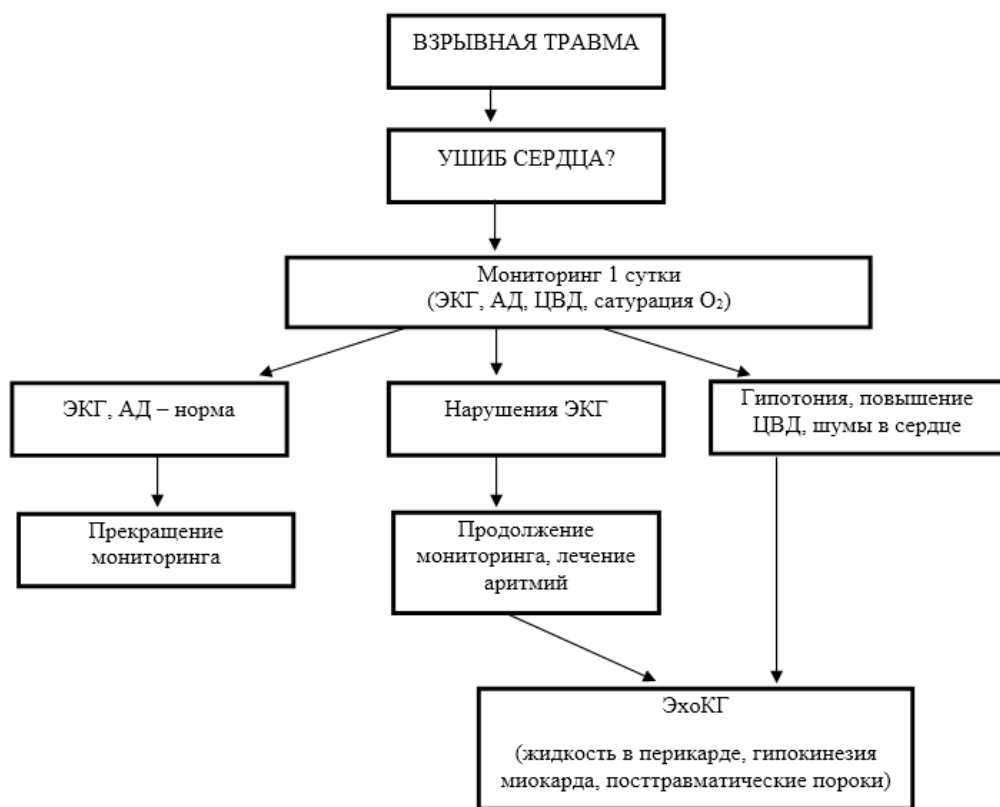 ВЗРЫВНАЯ ТРАВМА
УШИБ СЕРДЦА?
Мониторинг 1 сутки
(ЭКГ, АД, ЦВД, сатурация O₂)
ЭКГ, АД – норма
Нарушения ЭКГ
Гипотония, повышение
ЦВД, шумы в сердце
Прекращение
мониторинга
Продолжение
мониторинга, лечение
аритмий
ЭхоКГ
(жидкость в перикарде, гипокинезия
миокарда, посттравматические пороки)